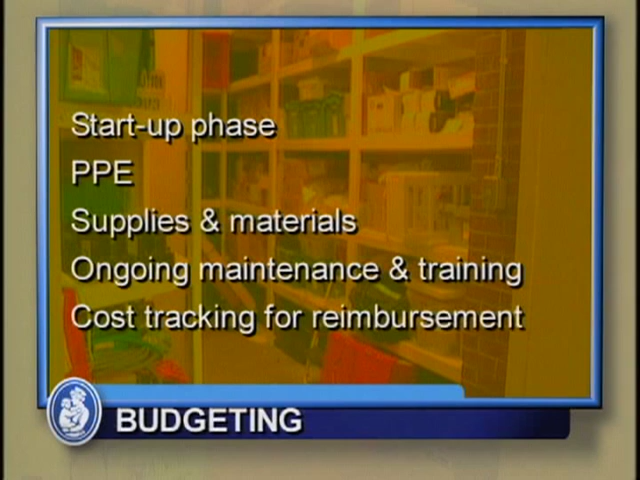 Start-up phase
PPE
Supplies & materials
Ongoing maintenance & training
Cost tracking for reimbursement
BUDGETING